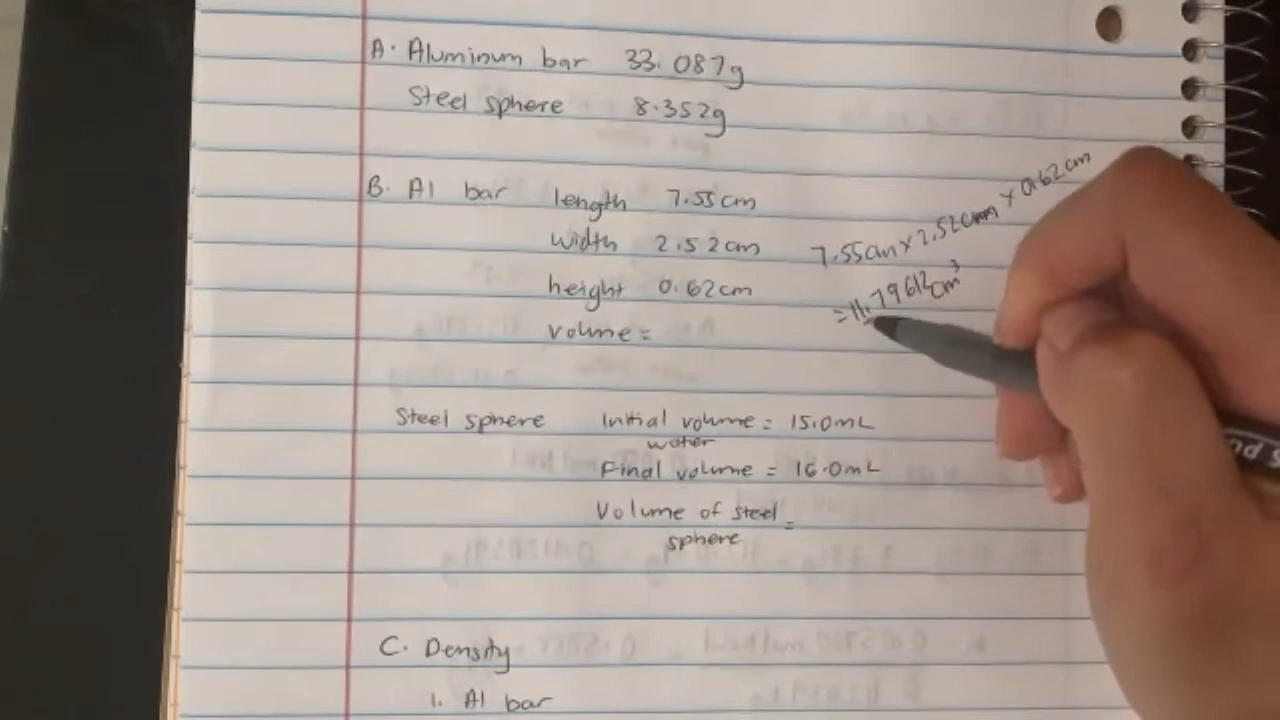 A. Aluminum bar 33.087g
Steel sphere 8.352g
B. Al bar length 7.55cm
width 2.52cm
height 0.62cm
volume =
7.55cm x 2.52cm x 0.62cm
= 11.79612cm³
Steel sphere Initial volume = 15.0mL
water
Final volume = 16.0mL
Volume of steel =
sphere
C. Density
1. Al bar